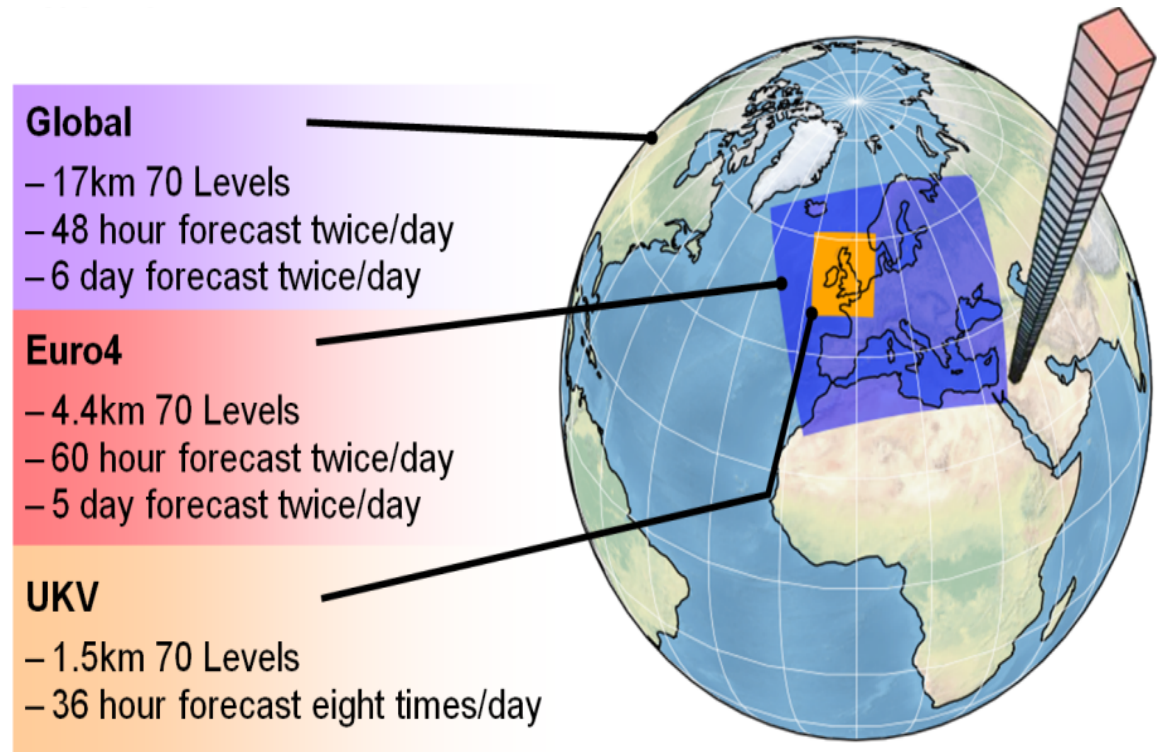 Global
– 17km 70 Levels
– 48 hour forecast twice/day
– 6 day forecast twice/day
Euro4
– 4.4km 70 Levels
– 60 hour forecast twice/day
– 5 day forecast twice/day
UKV
– 1.5km 70 Levels
– 36 hour forecast eight times/day